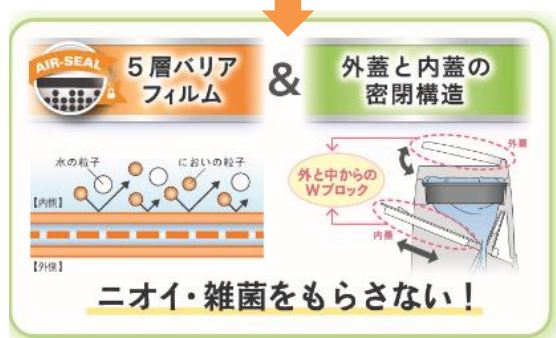 AIR-SEAL
5層バリア
フィルム
&
外蓋と内蓋の
密閉構造
水の粒子
においの粒子
【内側】
【外側】
外と中からの
Wブロック
外蓋
内蓋
ニオイ・雑菌をもらさない！